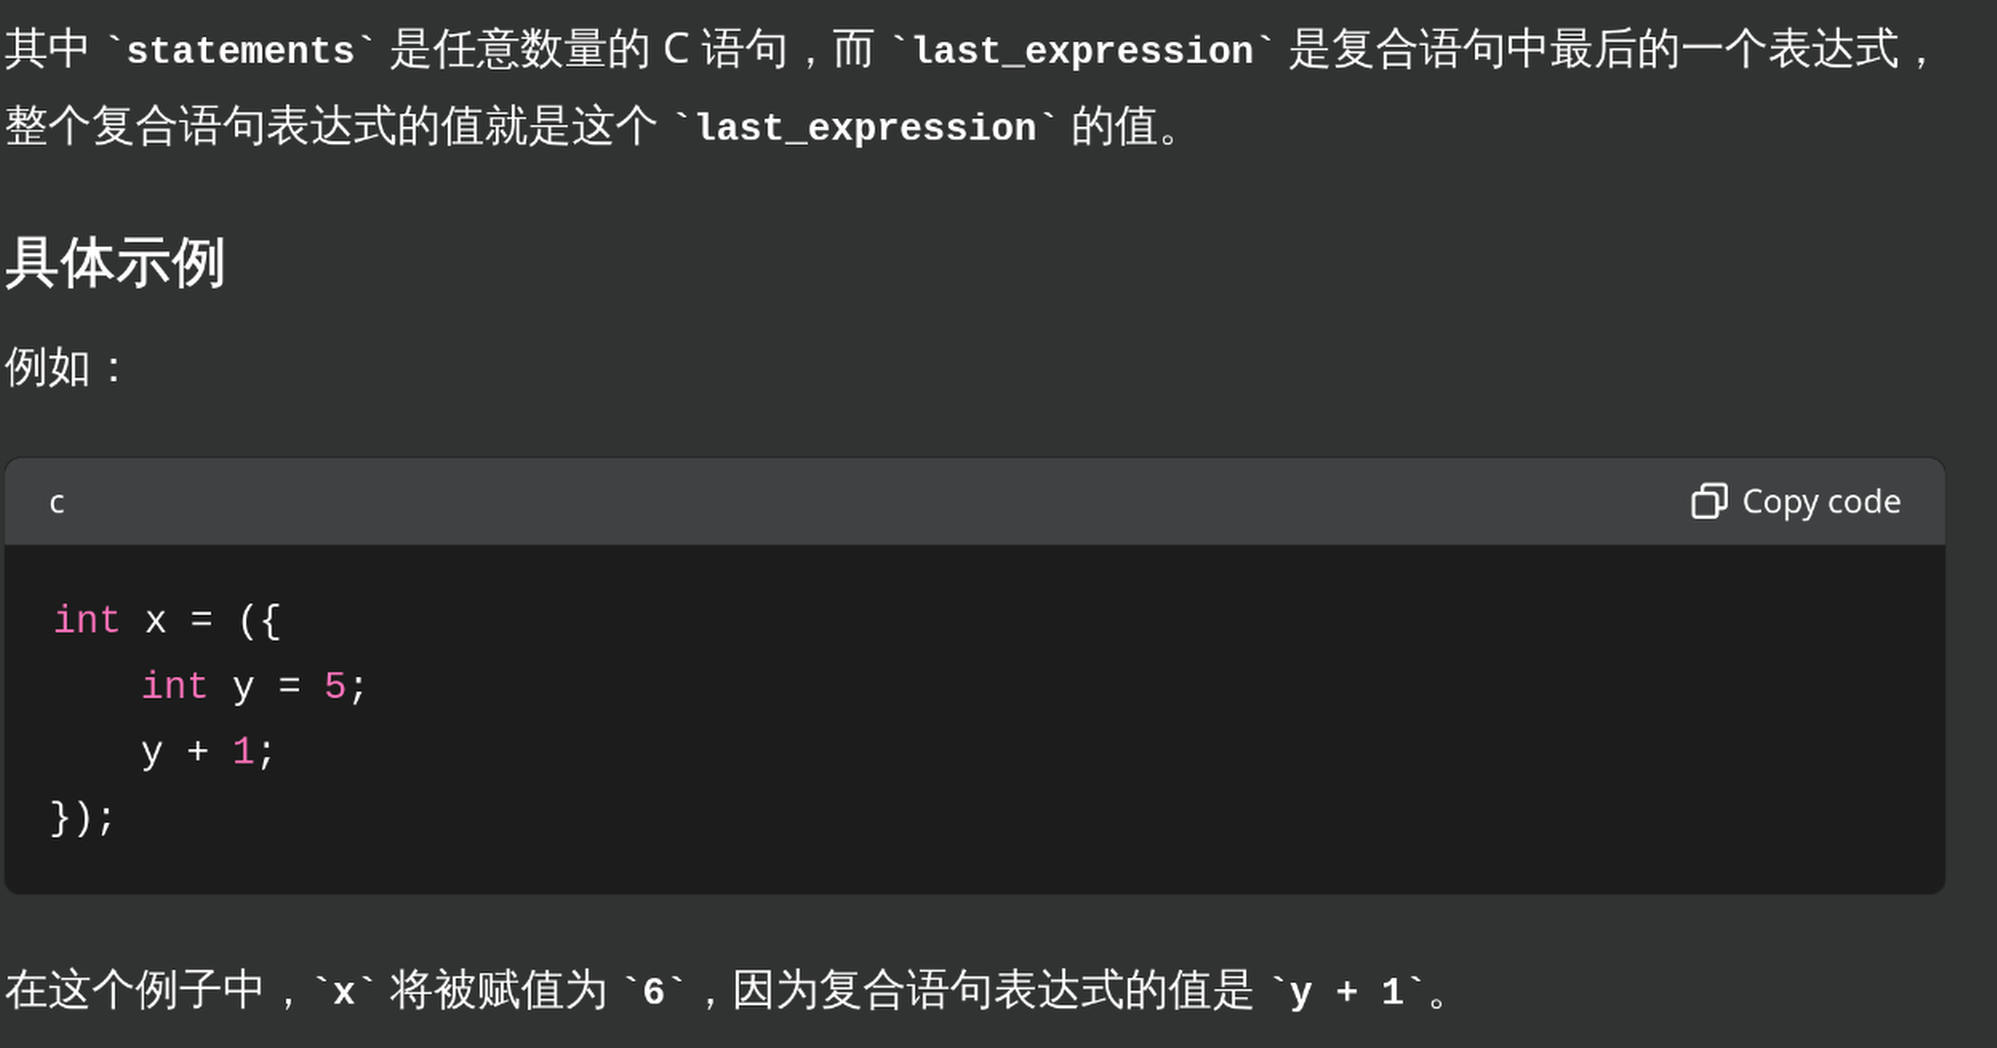 其中 `statements` 是任意数量的 C 语句，而 `last_expression` 是复合语句中最后的一个表达式，
整个复合语句表达式的值就是这个 `last_expression` 的值。
具体示例
例如：
c
Copy code
int x = ({
    int y = 5;
    y + 1;
});
在这个例子中，`x` 将被赋值为 `6`，因为复合语句表达式的值是 `y + 1`。